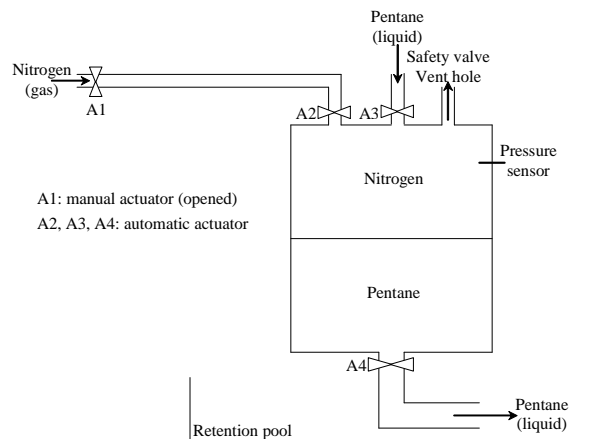 Pentane
(liquid)
Safety valve
Vent hole
Nitrogen
(gas)
A1
A2
A3
Pressure
sensor
Nitrogen
A1: manual actuator (opened)
A2, A3, A4: automatic actuator
Pentane
A4
Pentane
(liquid)
Retention pool